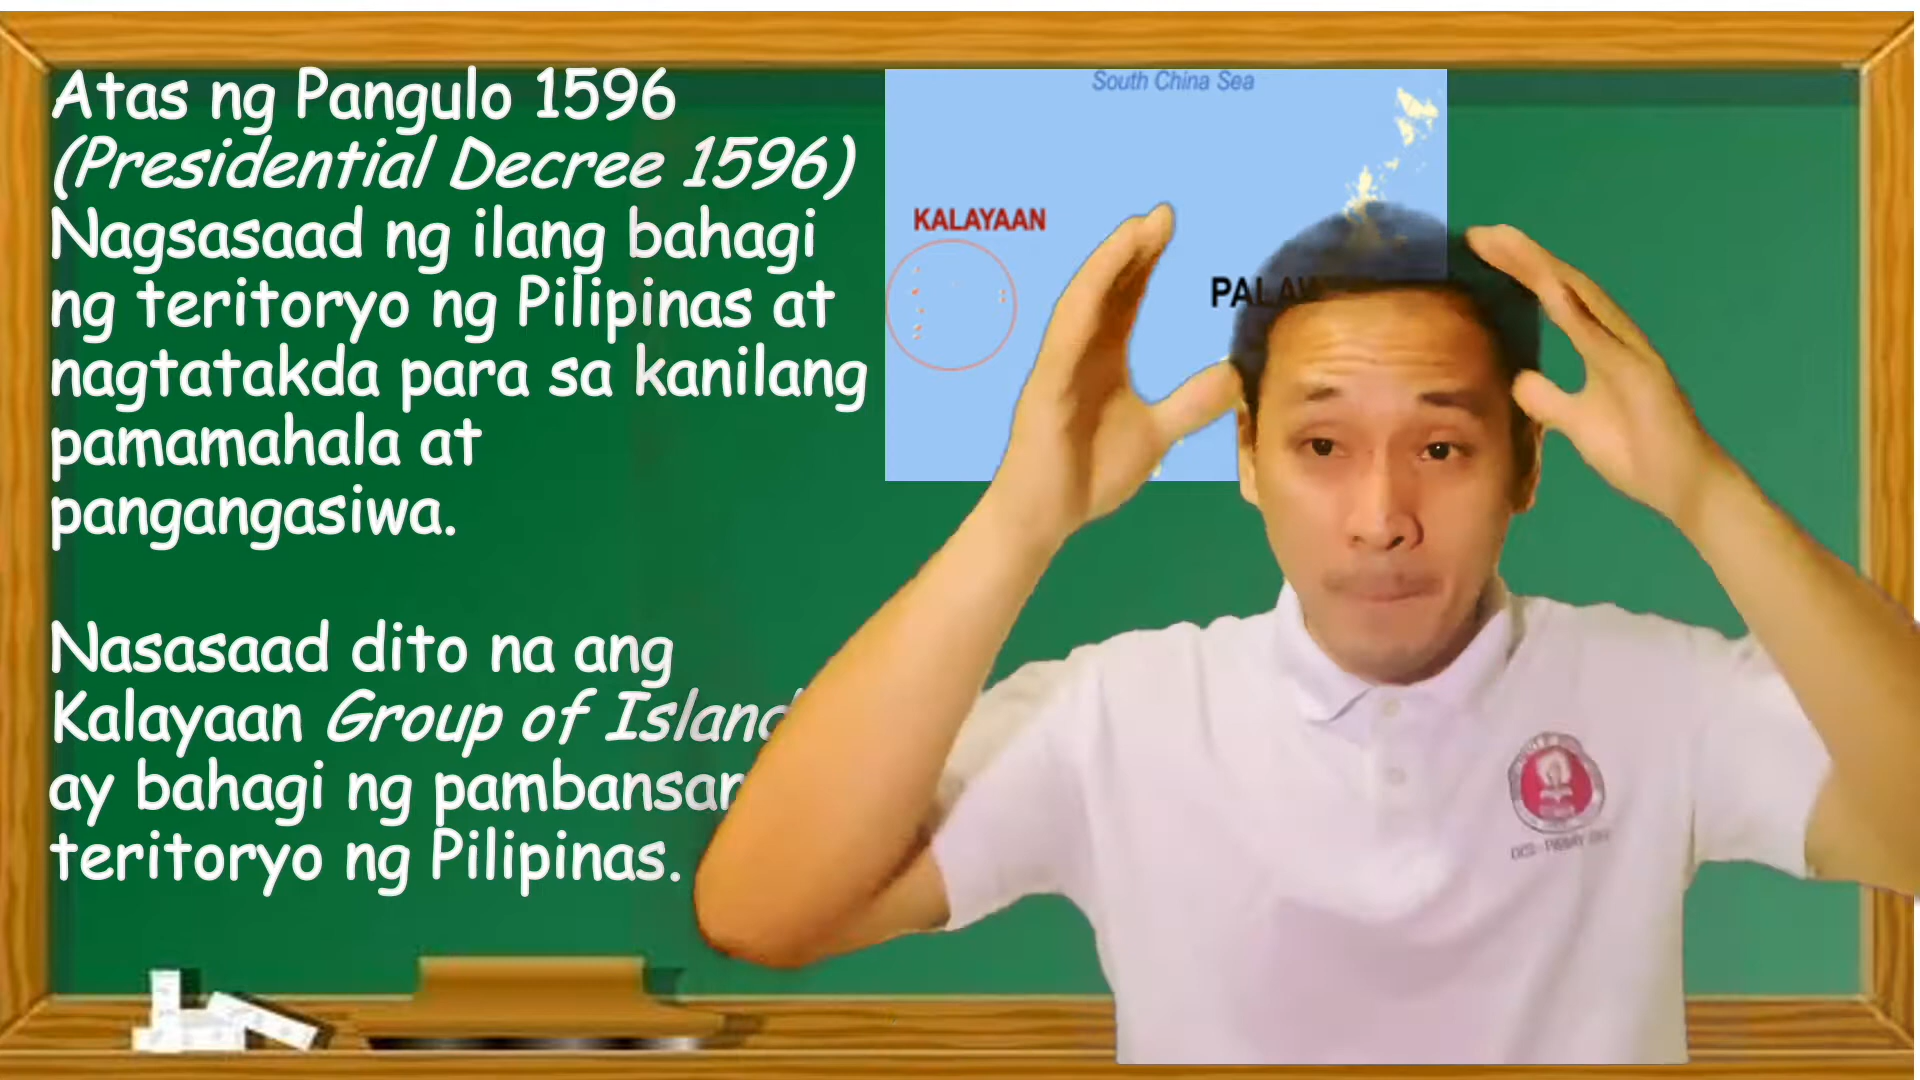 Atas ng Pangulo 1596
(Presidential Decree 1596)
Nagsasaad ng ilang bahagi
ng teritoryo ng Pilipinas at
nagtatakda para sa kanilang
pamamahala at
pangangasiwa.
Nasasaad dito na ang
Kalayaan Group of
ay bahagi ng
teritoryo ng Pilipinas.
South China Sea
KALAYAAN